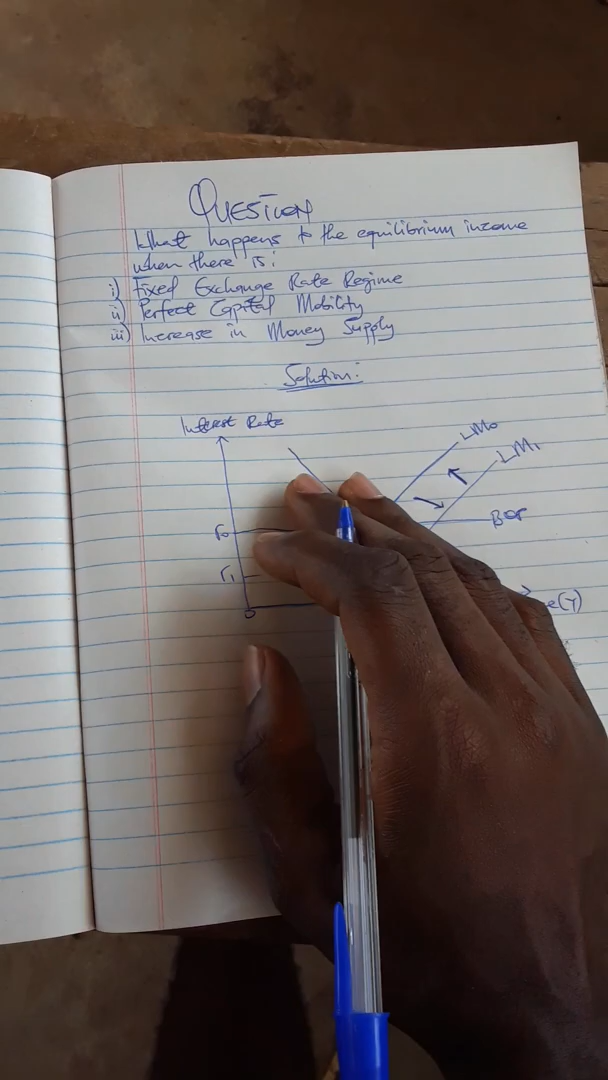 QUESTION
What happens to the equilibrium income
when there is:
i) Fixed Exchange Rate Regime
ii) Perfect Capital Mobility
iii) Increase in Money Supply
Solution:
Interest Rate
LM₀
LM₁
BOP
r₀
r₁
e(Y)
0